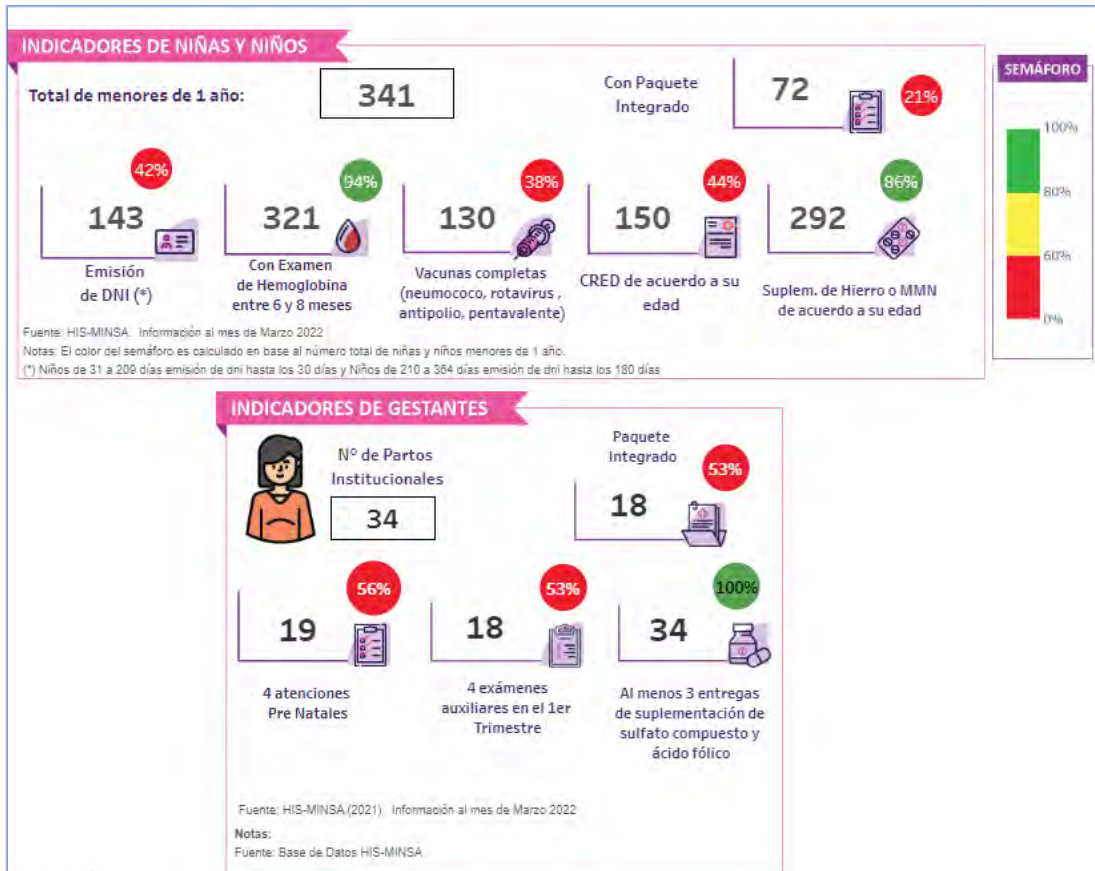 INDICADORES DE NIÑAS Y NIÑOS
Total de menores de 1 año:
341
Con Paquete
Integrado
72
21%
SEMÁFORO
100%
80%
60%
0%
42%
143
Emisión
de DNI (*)
94%
321
Con Examen
de Hemoglobina
entre 6 y 8 meses
38%
130
Vacunas completas
(neumococo, rotavirus ,
antipolio, pentavalente)
44%
150
CRED de acuerdo a su
edad
86%
292
Suplem. de Hierro o MMN
de acuerdo a su edad
Fuente: HIS-MINSA. Información al mes de Marzo 2022
Notas: El color del semáforo es calculado en base al número total de niñas y niños menores de 1 año.
(*) Niños de 31 a 209 días emisión de dni hasta los 30 días y Niños de 210 a 364 días emisión de dni hasta los 180 días
INDICADORES DE GESTANTES
N° de Partos
Institucionales
34
Paquete
Integrado
53%
18
56%
19
4 atenciones
Pre Natales
53%
18
4 exámenes
auxiliares en el 1er
Trimestre
100%
34
Al menos 3 entregas
de suplementación de
sulfato compuesto y
ácido fólico
Fuente: HIS-MINSA (2021). Información al mes de Marzo 2022
Notas:
Fuente: Base de Datos HIS-MINSA